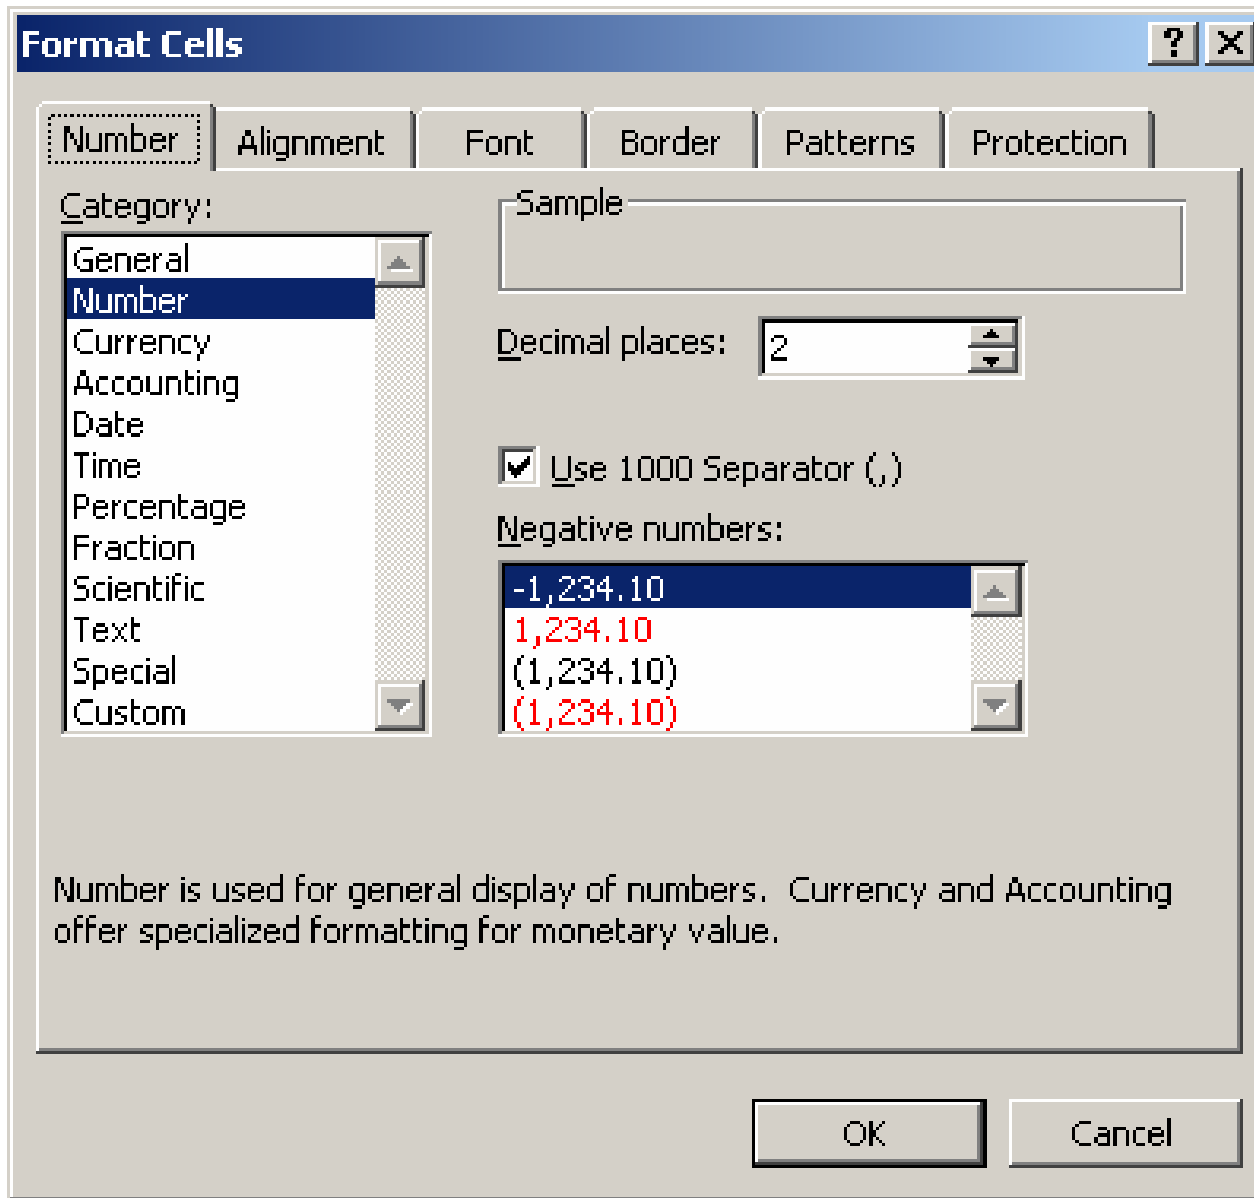 Format Cells
Number Alignment Font Border Patterns Protection
Category:
General
Number
Currency
Accounting
Date
Time
Percentage
Fraction
Scientific
Text
Special
Custom
Sample
Decimal places: 2
Use 1000 Separator (,)
Negative numbers:
-1,234.10
1,234.10
(1,234.10)
(1,234.10)
Number is used for general display of numbers.  Currency and Accounting
offer specialized formatting for monetary value.
OK Cancel